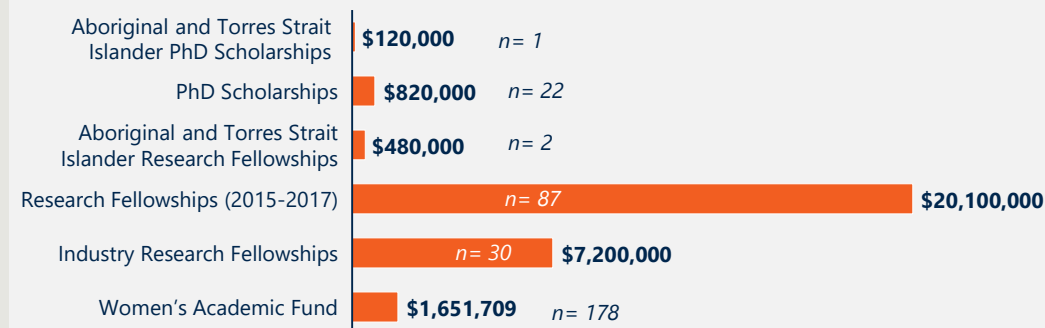 Aboriginal and Torres Strait
Islander PhD Scholarships
$120,000 n= 1
PhD Scholarships $820,000 n= 22
Aboriginal and Torres Strait
Islander Research Fellowships
$480,000 n= 2
Research Fellowships (2015-2017) n= 87 $20,100,000
Industry Research Fellowships n= 30 $7,200,000
Women’s Academic Fund $1,651,709 n= 178